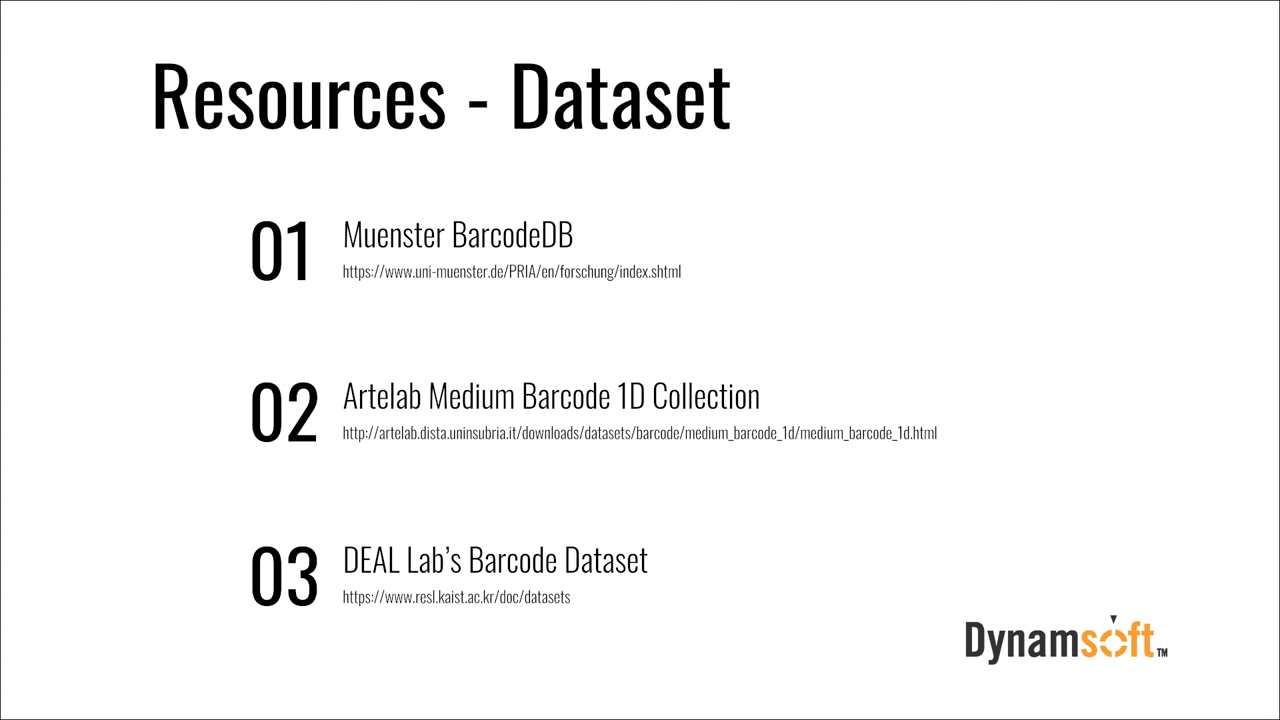 Resources - Dataset
01
Muenster BarcodeDB
https://www.uni-muenster.de/PRIA/en/forschung/index.shtml
02
Artelab Medium Barcode 1D Collection
http://artelab.dista.uninsubria.it/downloads/datasets/barcode/medium_barcode_1d/medium_barcode_1d.html
03
DEAL Lab’s Barcode Dataset
https://www.resl.kaist.ac.kr/doc/datasets
Dynamsoft™